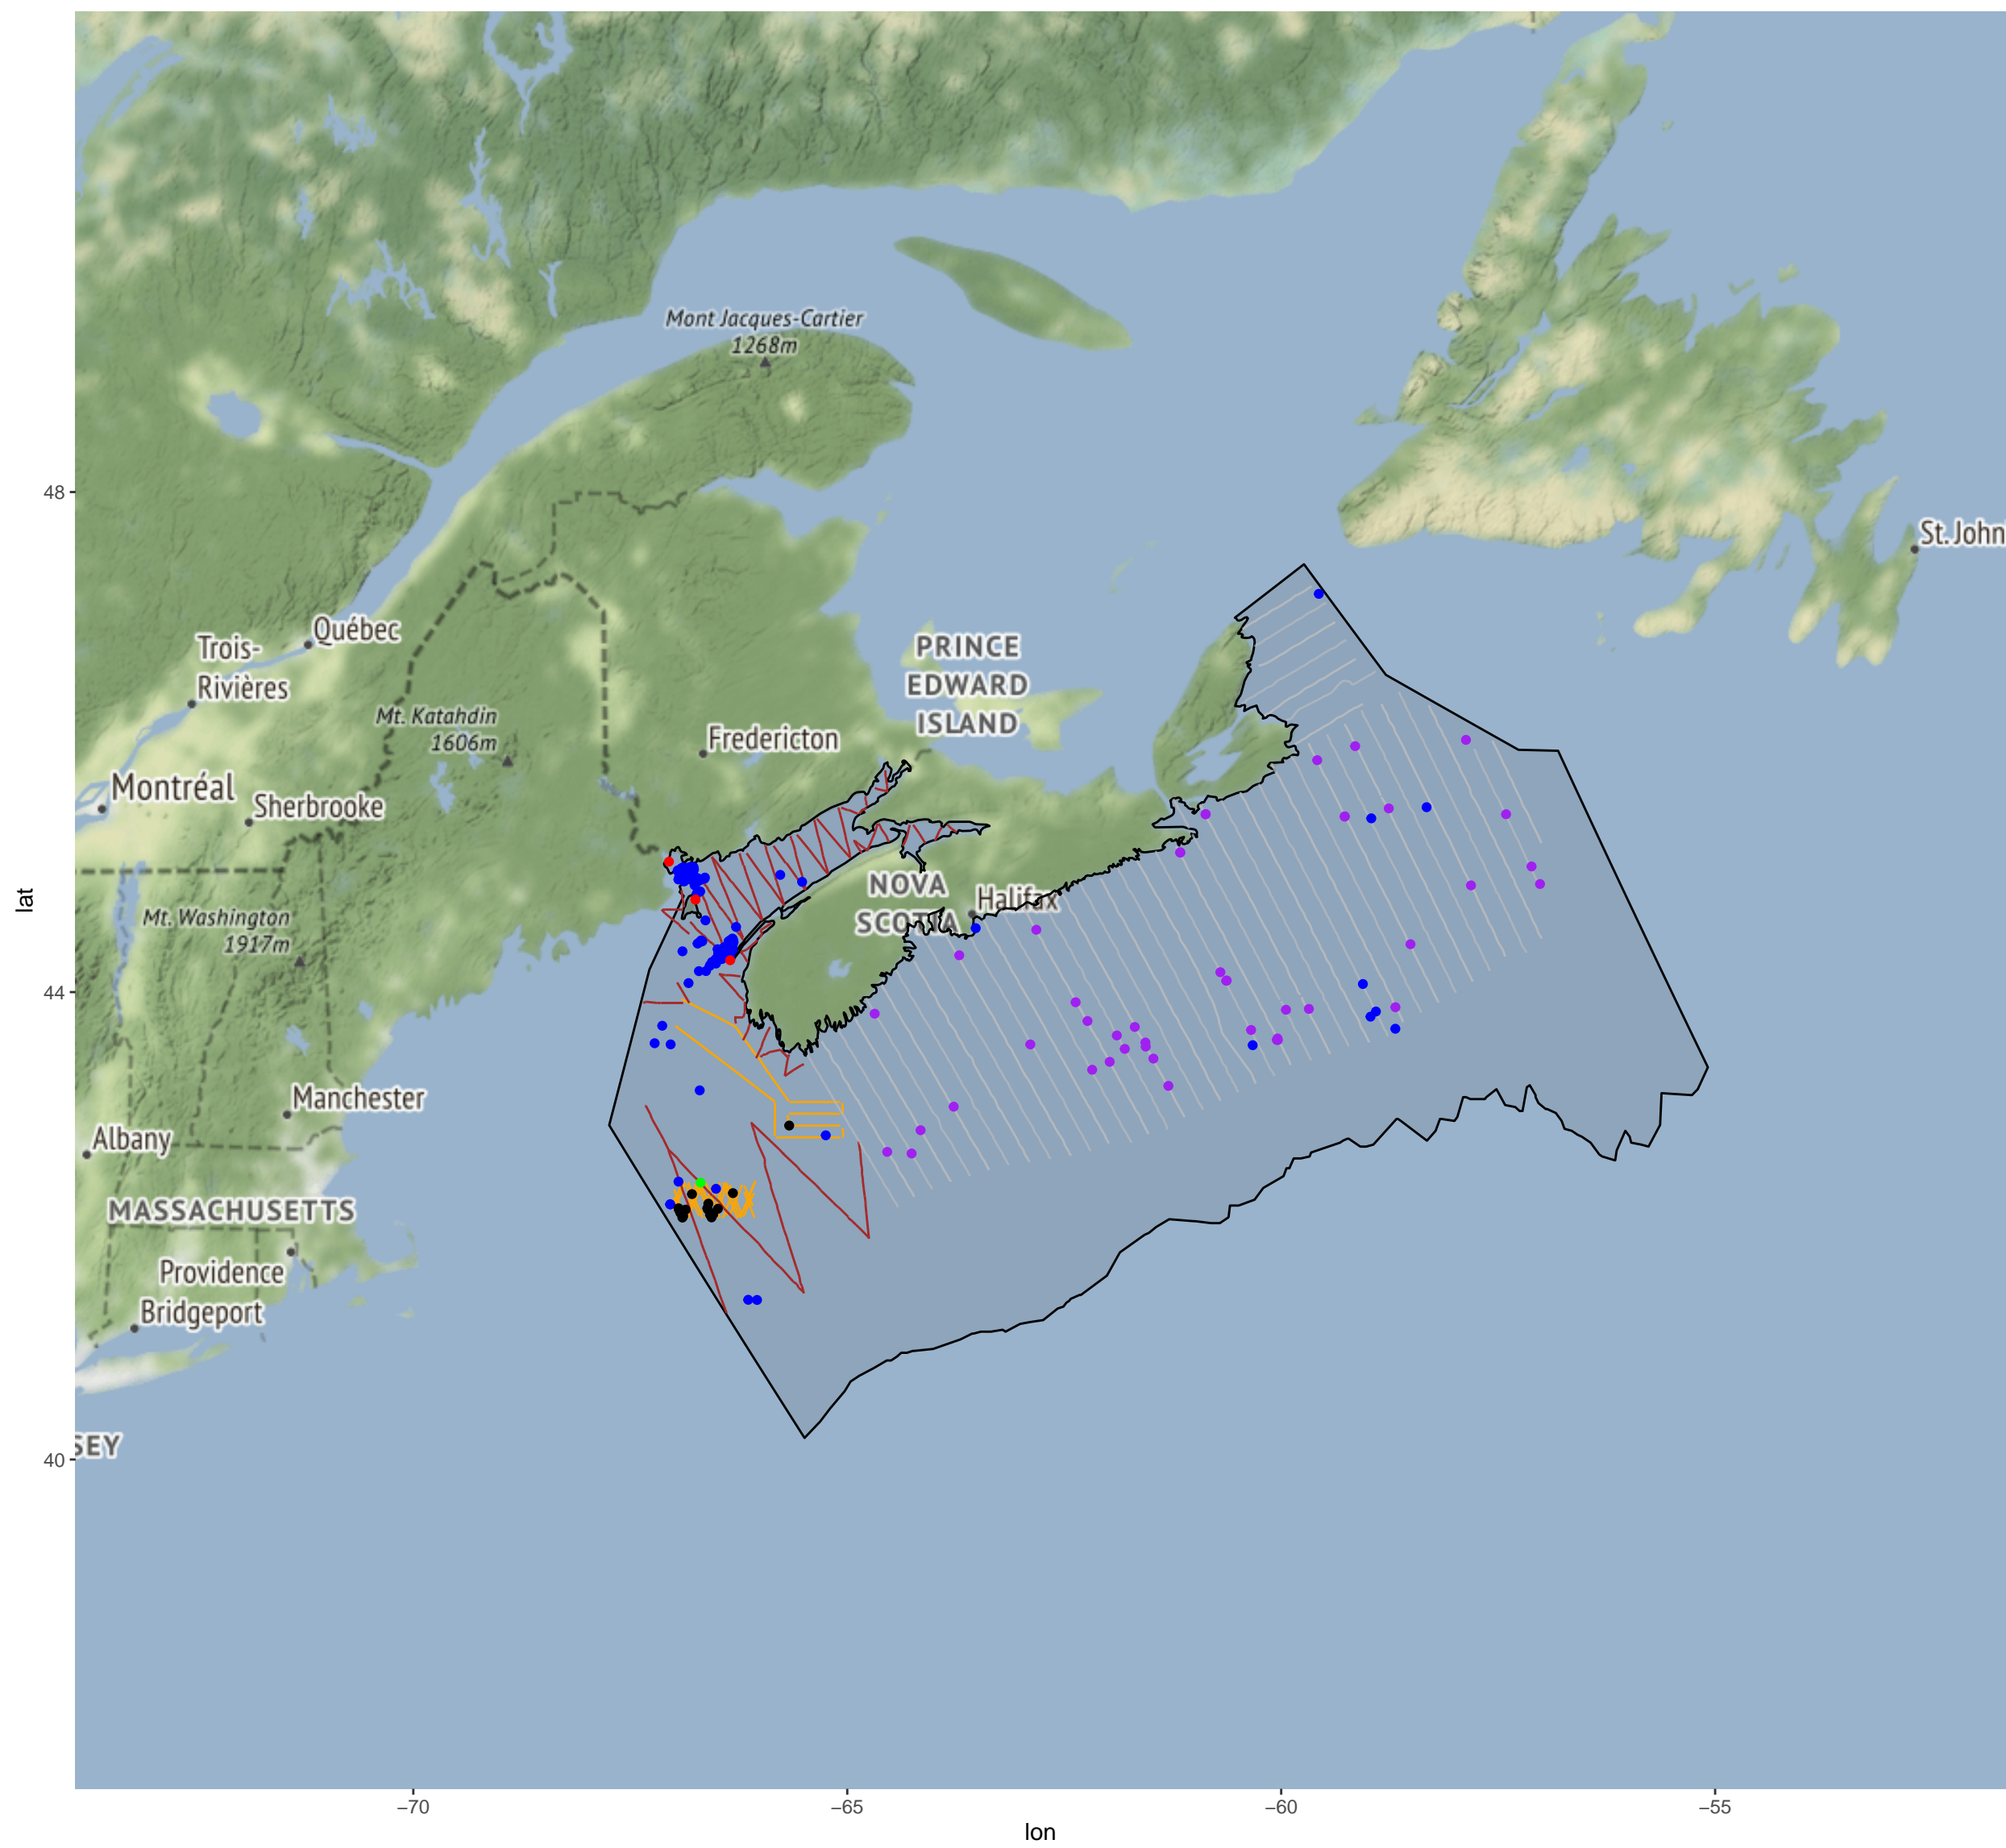 Mont Jacques-Cartier
1268m
48
St. John
Québec
Trois-
Rivières
PRINCE
EDWARD
ISLAND
Mt. Katahdin
1606m
Fredericton
Montréal
Sherbrooke
NOVA
SCOTIA
Halifax
Mt. Washington
1917m
lat
44
Manchester
Albany
MASSACHUSETTS
Providence
Bridgeport
SEY
40
−70
−65
−60
−55
lon